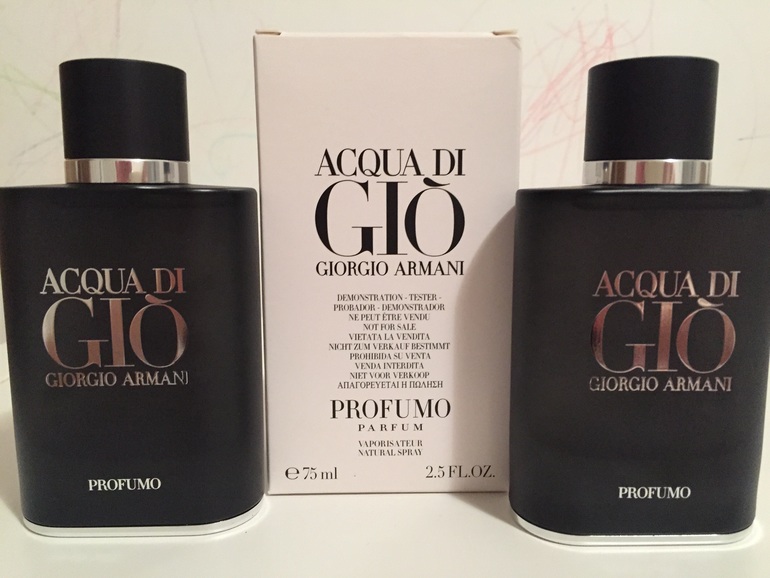 ACQUA DI
GIÒ
GIORGIO ARMANI
PROFUMO
ACQUA DI
GIÒ
GIORGIO ARMANI
DEMONSTRATION - TESTER -
PROBADOR - DEMONSTRADOR
NE PEUT ÊTRE VENDU
NOT FOR SALE
VIETATA LA VENDITA
NICHT ZUM VERKAUF BESTIMMT
PROHIBIDA SU VENTA
VENDA INTERDITA
NIET VOOR VERKOOP
ΑΠΑΓΟΡΕΥΕΤΑΙ Η ΠΩΛΗΣΗ
PROFUMO
PARFUM
VAPORISATEUR
NATURAL SPRAY
℮ 75 ml 2.5 FL.OZ.
ACQUA DI
GIÒ
GIORGIO ARMANI
PROFUMO